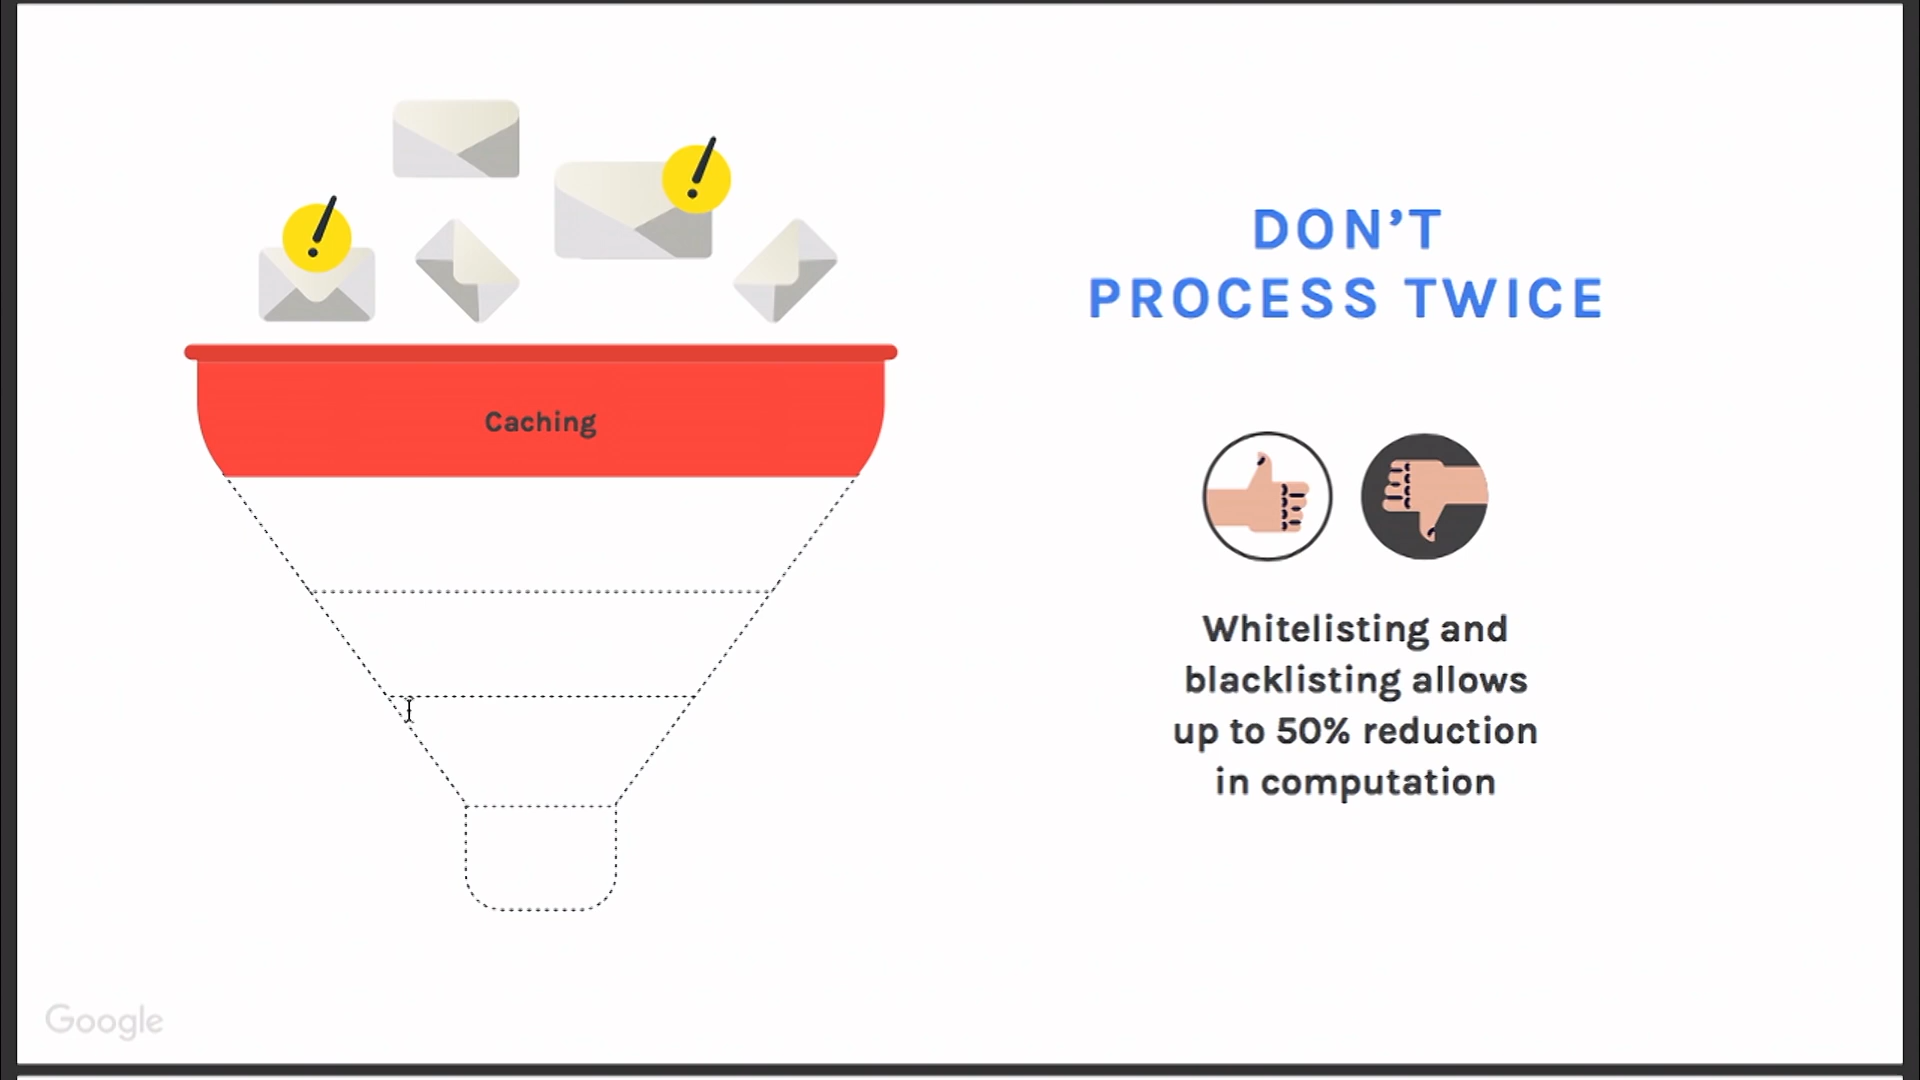 Caching
DON’T
PROCESS TWICE
Whitelisting and
blacklisting allows
up to 50% reduction
in computation
Google